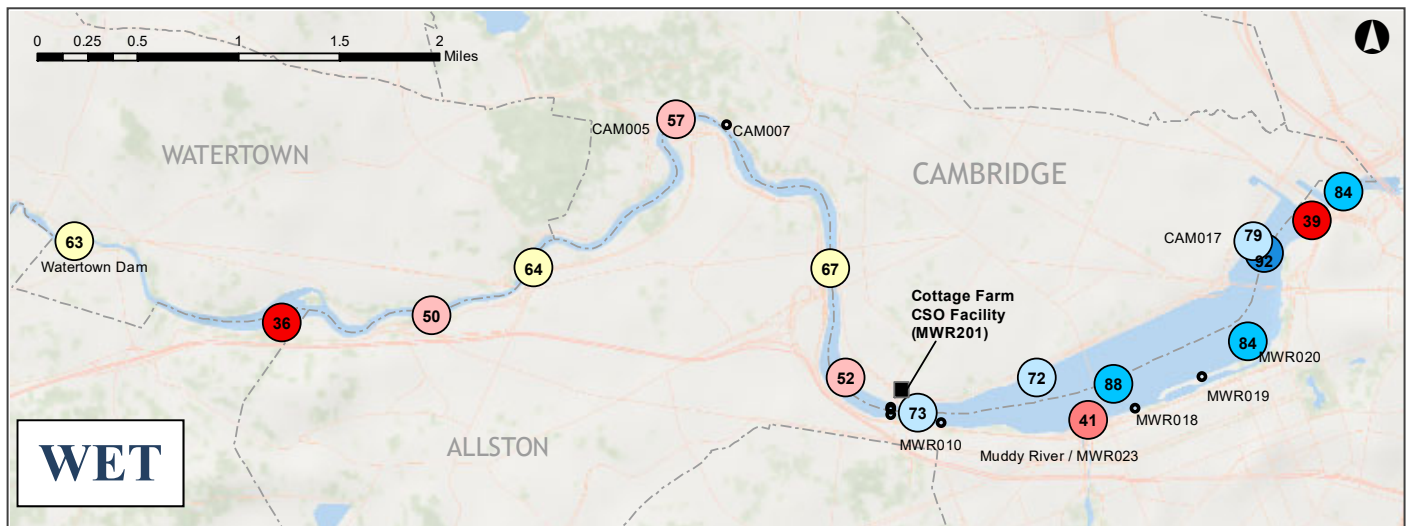 0 0.25 0.5 1 1.5 2
Miles
WATERTOWN
CAM005
57
CAM007
CAMBRIDGE
84
39
63
Watertown Dam
64
67
CAM017
79
92
36
50
Cottage Farm
CSO Facility
(MWR201)
84
MWR020
52
72
88
MWR019
73
41
MWR018
MWR010
Muddy River / MWR023
ALLSTON
WET